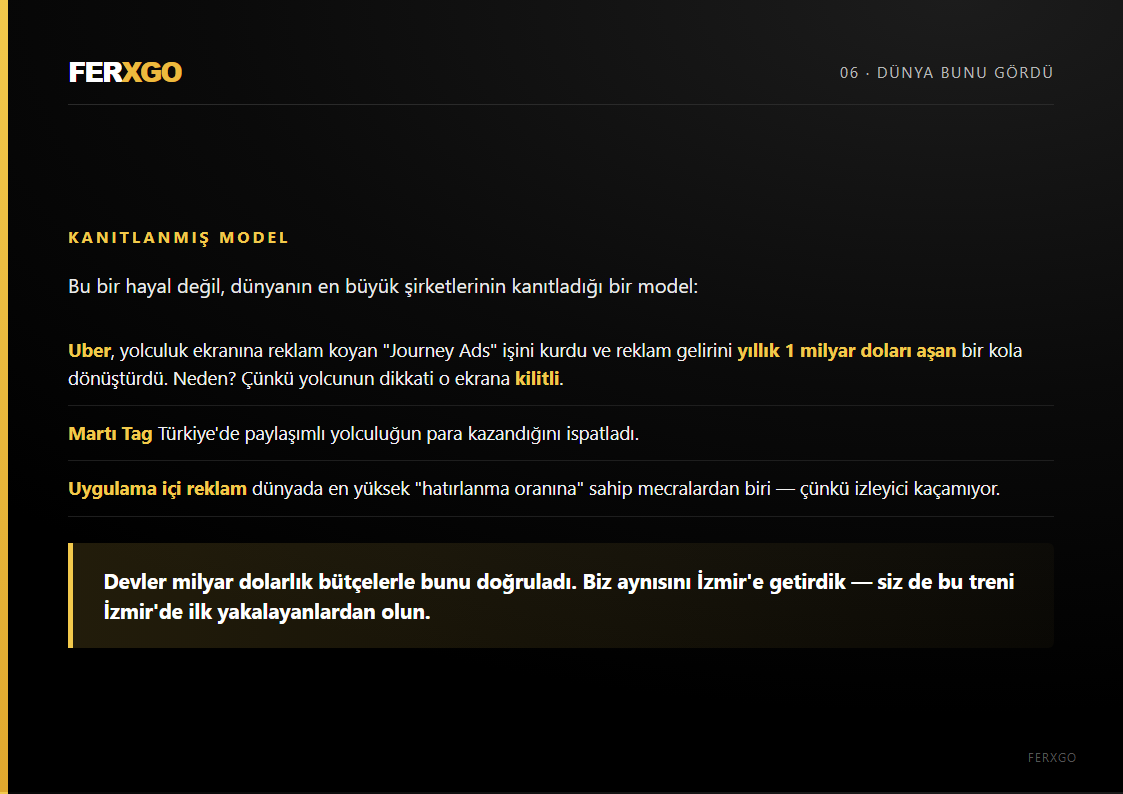 FERXGO
06 · DÜNYA BUNU GÖRDÜ
KANITLANMIŞ MODEL
Bu bir hayal değil, dünyanın en büyük şirketlerinin kanıtladığı bir model:
Uber, yolculuk ekranına reklam koyan "Journey Ads" işini kurdu ve reklam gelirini yıllık 1 milyar doları aşan bir kola
dönüştürdü. Neden? Çünkü yolcunun dikkati o ekrana kilitli.
Martı Tag Türkiye'de paylaşımlı yolculuğun para kazandığını ispatladı.
Uygulama içi reklam dünyada en yüksek "hatırlanma oranına" sahip mecralardan biri — çünkü izleyici kaçamıyor.
Devler milyar dolarlık bütçelerle bunu doğruladı. Biz aynısını İzmir'e getirdik — siz de bu treni
İzmir'de ilk yakalayanlardan olun.
FERXGO